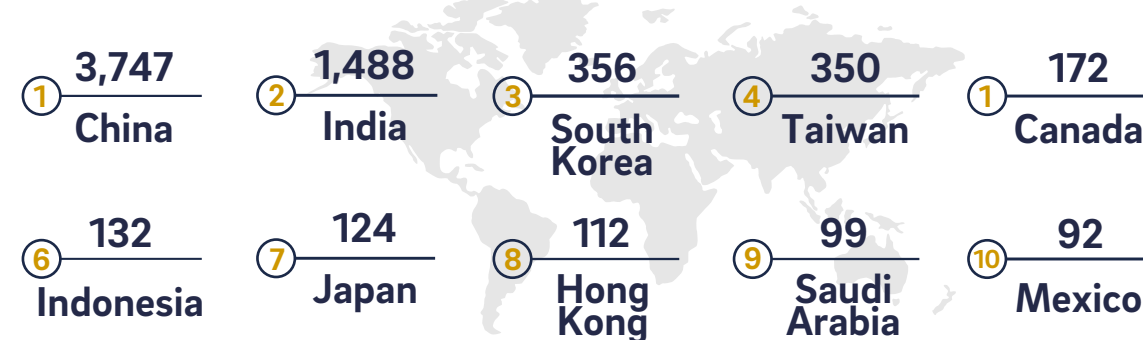 3,747
1
China
1,488
2
India
356
3
South
Korea
350
4
Taiwan
172
1
Canada
132
6
Indonesia
124
7
Japan
112
8
Hong
Kong
99
9
Saudi
Arabia
92
10
Mexico